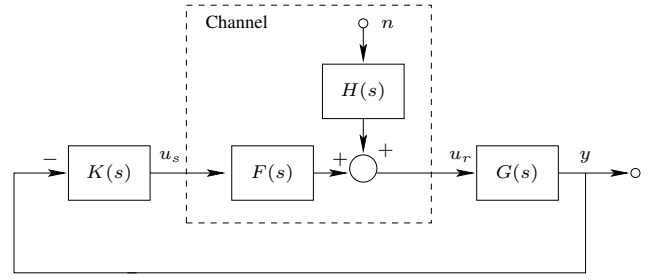 Channel
n
H(s)
+
−
K(s)
u_s
F(s)
+
u_r
G(s)
y